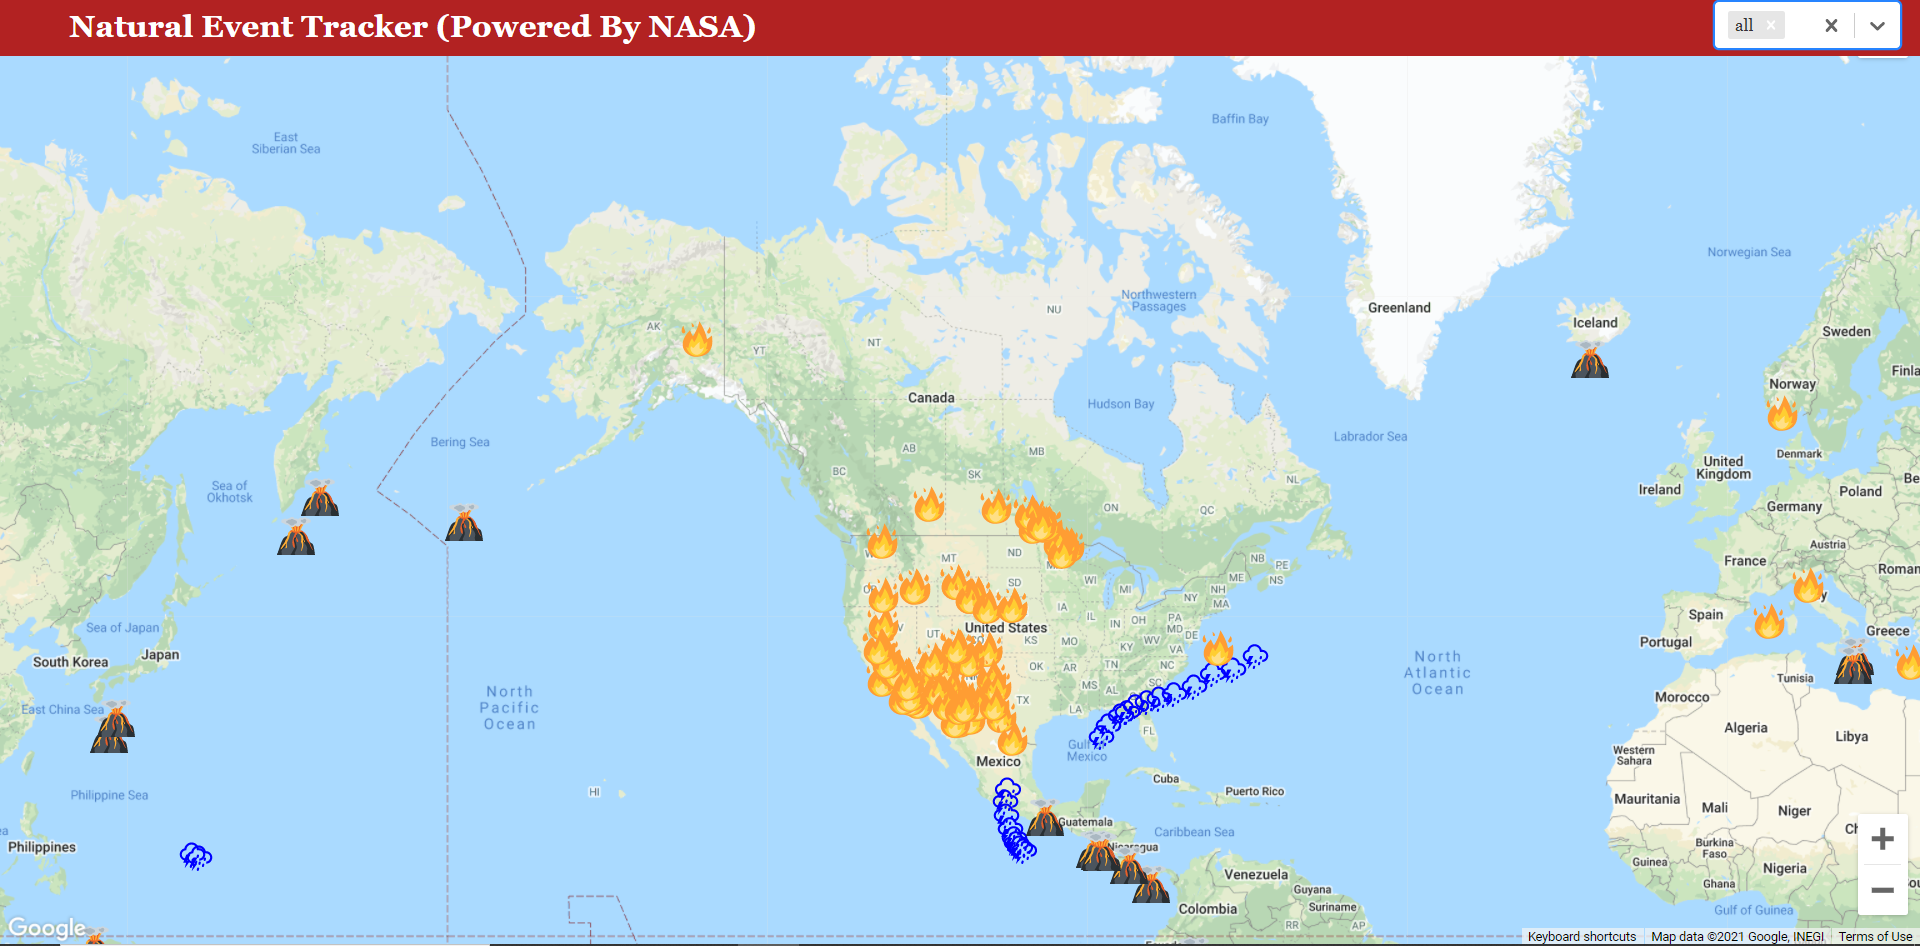 Natural Event Tracker (Powered By NASA)
all
East
Siberian Sea
Baffin Bay
Norwegian Sea
Northwestern
Passages
NU
Greenland
Iceland
Sweden
AK
YT
NT
Norway
Canada
Hudson Bay
Labrador Sea
Bering Sea
AB
MB
BC
SK
NL
Denmark
United
Kingdom
Ireland
Poland
Sea of
Okhotsk
ON
QC
Germany
ND
MT
NB
PE
France
Austria
WI
MI
ME
NS
SD
NY
NH
MA
IA
IL
IN
OH
PA
MD
DE
Spain
Sea of Japan
United States
Portugal
Greece
UT
KS
MO
KY
WV
VA
South Korea
Japan
OK
AR
TN
NC
North
Atlantic
Ocean
Tunisia
MS
AL
SC
Morocco
North
Pacific
Ocean
TX
LA
East China Sea
FL
Algeria
Libya
Mexico
Mexico
Western
Sahara
Cuba
HI
Puerto Rico
Philippine Sea
Mauritania
Mali
Niger
Guatemala
Caribbean Sea
Philippines
Nicaragua
Burkina
Faso
Guinea
Nigeria
Venezuela
Ghana
Guyana
Suriname
Colombia
Gulf of Guinea
RR
AP
Google
Keyboard shortcuts
Map data ©2021 Google, INEGI
Terms of Use